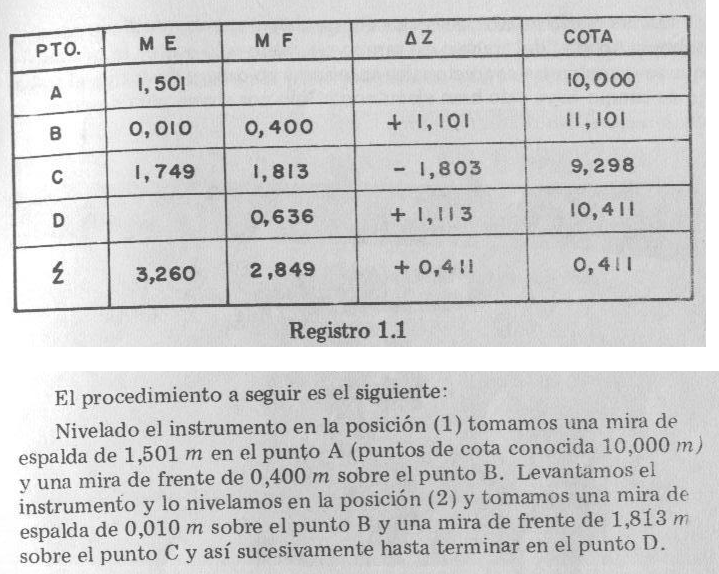 PTO. M E M F ΔZ COTA
A 1,501 10,000
B 0,010 0,400 + 1,101 11,101
C 1,749 1,813 - 1,803 9,298
D 0,636 + 1,113 10,411
Σ 3,260 2,849 + 0,411 0,411
Registro 1.1
El procedimiento a seguir es el siguiente:
Nivelado el instrumento en la posición (1) tomamos una mira de
espalda de 1,501 m en el punto A (puntos de cota conocida 10,000 m)
y una mira de frente de 0,400 m sobre el punto B. Levantamos el
instrumento y lo nivelamos en la posición (2) y tomamos una mira de
espalda de 0,010 m sobre el punto B y una mira de frente de 1,813 m
sobre el punto C y así sucesivamente hasta terminar en el punto D.